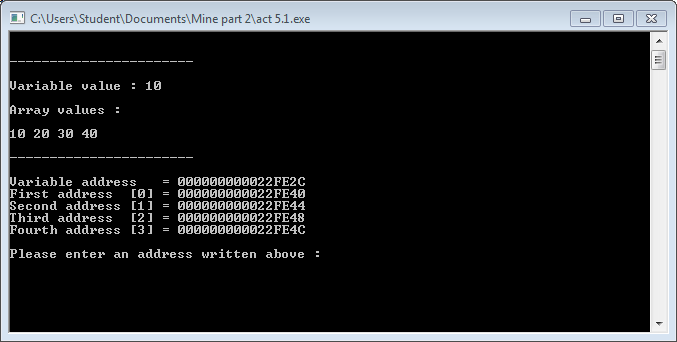 C:\Users\Student\Documents\Mine part 2\act 5.1.exe
-----------------------
Variable value : 10
Array values :
10 20 30 40
-----------------------
Variable address   = 000000000022FE2C
First address  [0] = 000000000022FE40
Second address [1] = 000000000022FE44
Third address  [2] = 000000000022FE48
Fourth address [3] = 000000000022FE4C
Please enter an address written above :